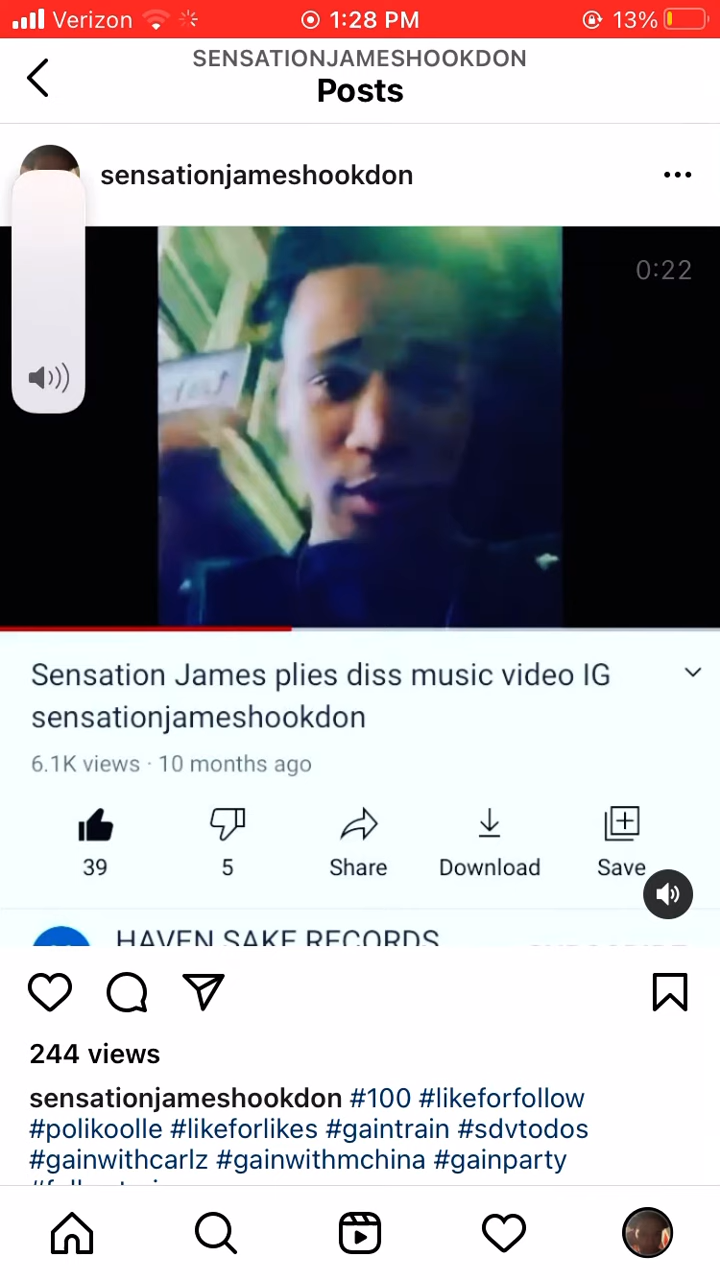 Verizon 1:28 PM 13%
SENSATIONJAMESHOOKDON
Posts
sensationjameshookdon
0:22
Sensation James plies diss music video IG
sensationjameshookdon
6.1K views · 10 months ago
39 5 Share Download Save
HAVEN SAKE RECORDS
244 views
sensationjameshookdon #100 #likeforfollow
#polikoolle #likeforlikes #gaintrain #sdvtodos
#gainwithcarlz #gainwithmchina #gainparty